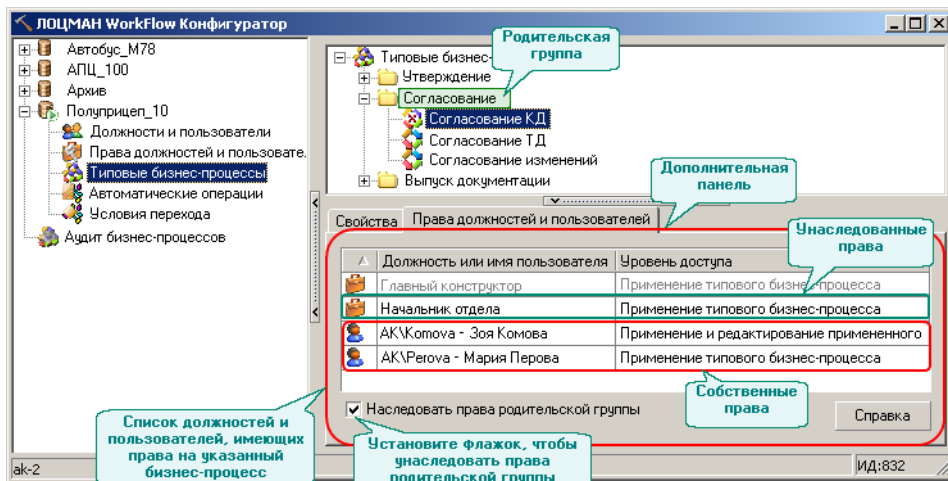 ЛОЦМАН WorkFlow Конфигуратор
Автобус_М78
АПЦ_100
Архив
Полуприцеп_10
Должности и пользователи
Права должностей и пользовате.
Типовые бизнес-процессы
Автоматические операции
Условия перехода
Аудит бизнес-процессов
Родительская
группа
Типовые бизнес-
Утверждение
Согласование
Согласование КД
Согласование ТД
Согласование изменений
Выпуск документации
Дополнительная
панель
Свойства Права должностей и пользователей
Унаследованные
права
Должность или имя пользователя Уровень доступа
Главный конструктор Применение типового бизнес-процесса
Начальник отдела Применение типового бизнес-процесса
AK\Komova - Зоя Комова Применение и редактирование примененного
AK\Perova - Мария Перова Применение типового бизнес-процесса
Собственные
права
Наследовать права родительской группы
Справка
Список должностей и
пользователей, имеющих
права на указанный
бизнес-процесс
Установите флажок, чтобы
унаследовать права
родительской группы
ak-2 ИД:832